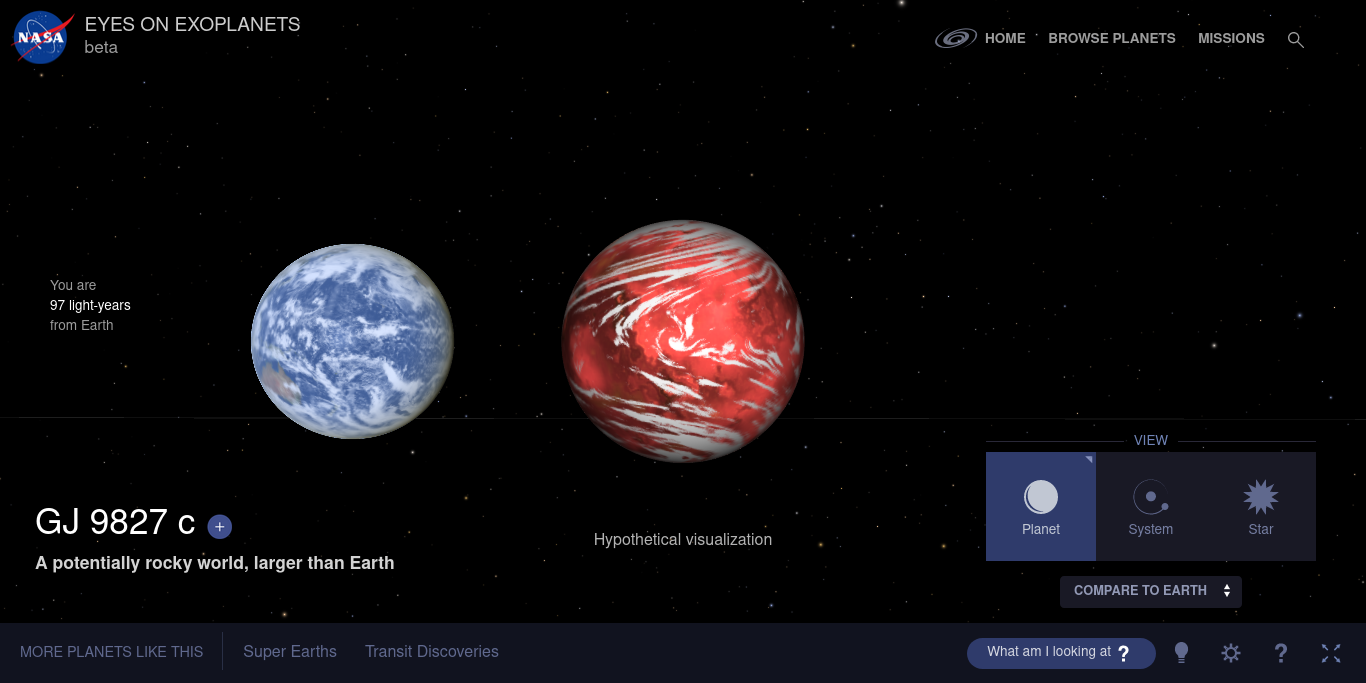 NASA
EYES ON EXOPLANETS
beta
HOME
BROWSE PLANETS
MISSIONS
You are
97 light-years
from Earth
GJ 9827 c +
A potentially rocky world, larger than Earth
Hypothetical visualization
VIEW
Planet
System
Star
COMPARE TO EARTH
MORE PLANETS LIKE THIS
Super Earths
Transit Discoveries
What am I looking at ?
?